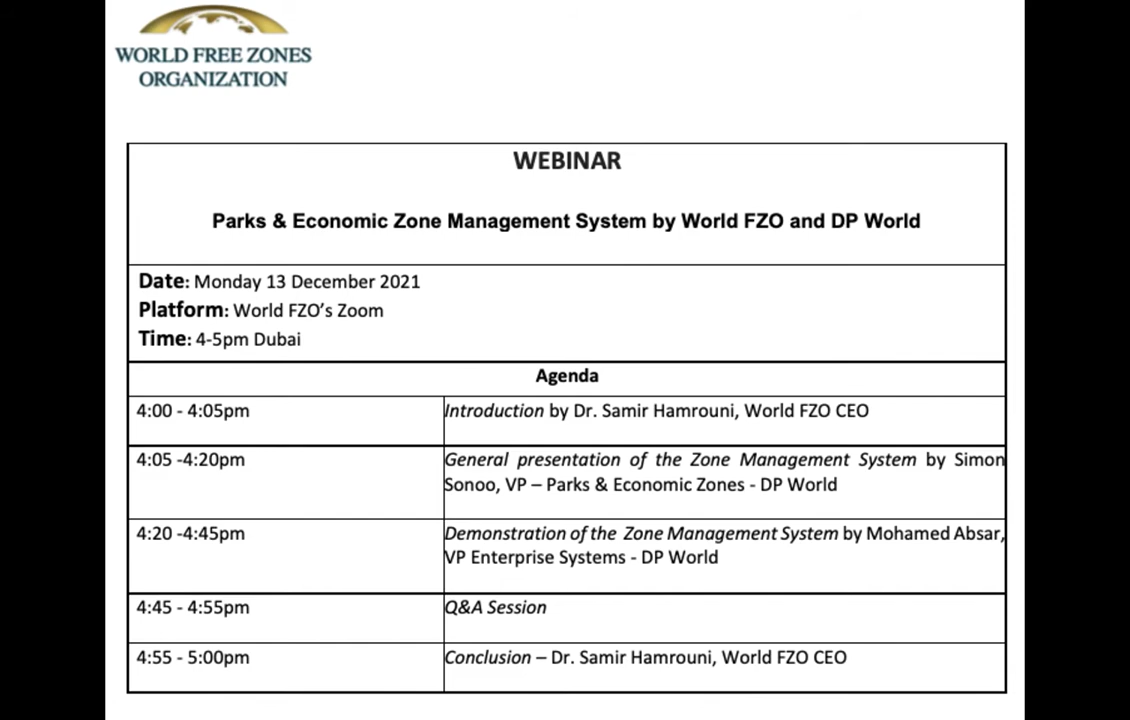 WORLD FREE ZONES
ORGANIZATION
WEBINAR
Parks & Economic Zone Management System by World FZO and DP World
Date: Monday 13 December 2021
Platform: World FZO’s Zoom
Time: 4-5pm Dubai
Agenda
4:00 - 4:05pm
Introduction by Dr. Samir Hamrouni, World FZO CEO
4:05 -4:20pm
General presentation of the Zone Management System by Simon
Sonoo, VP – Parks & Economic Zones - DP World
4:20 -4:45pm
Demonstration of the Zone Management System by Mohamed Absar,
VP Enterprise Systems - DP World
4:45 - 4:55pm
Q&A Session
4:55 - 5:00pm
Conclusion – Dr. Samir Hamrouni, World FZO CEO